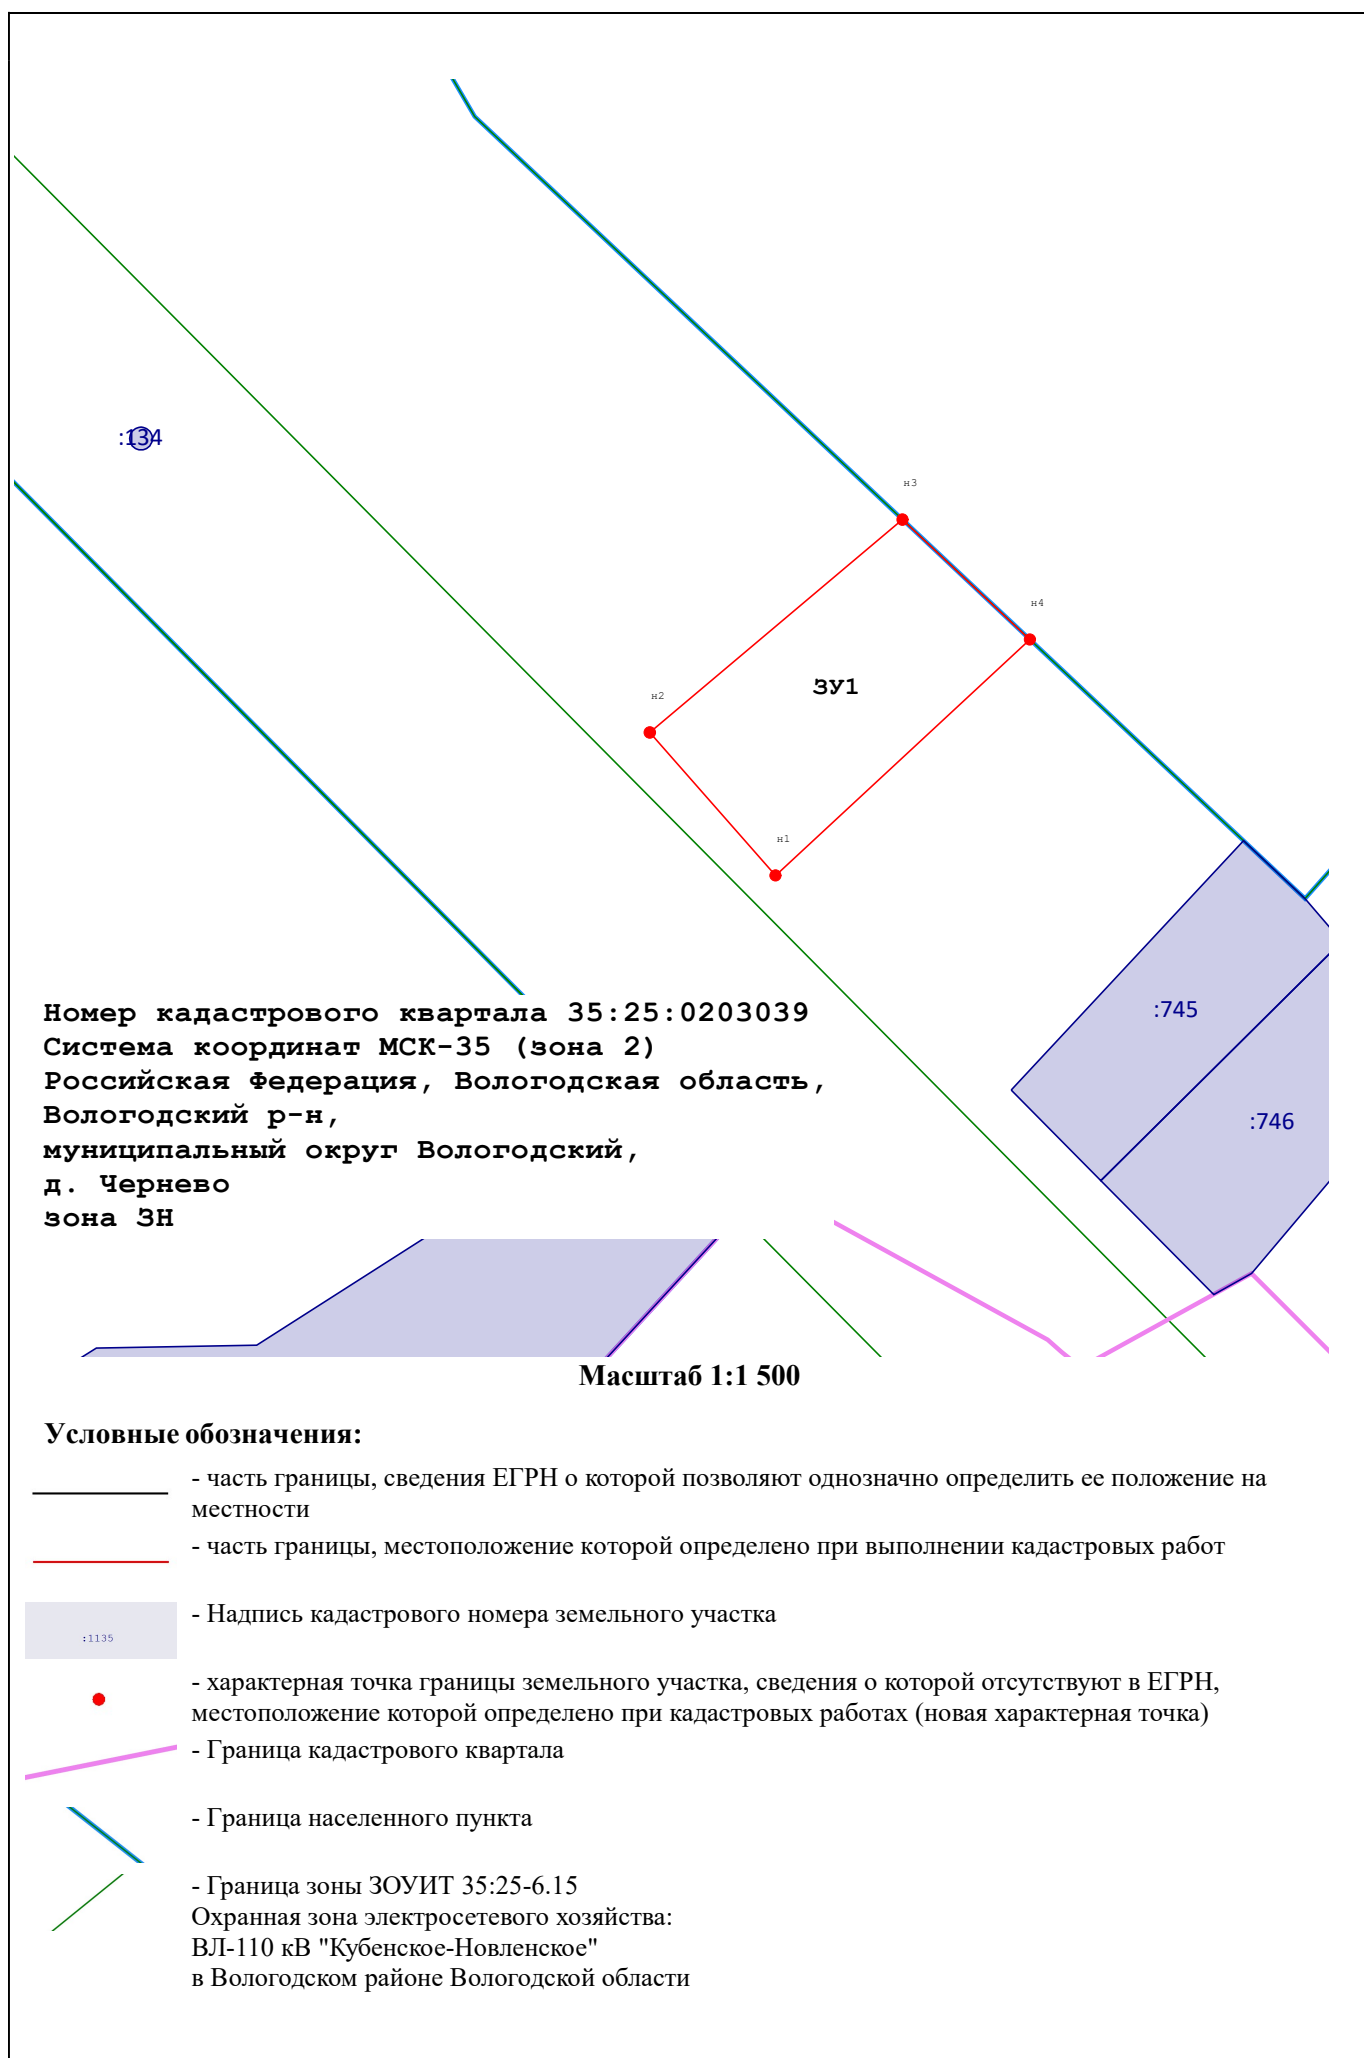 :134
н3
н4
ЗУ1
н2
н1
:745
:746
Номер кадастрового квартала 35:25:0203039
Система координат МСК-35 (зона 2)
Российская Федерация, Вологодская область,
Вологодский р-н,
муниципальный округ Вологодский,
д. Чернево
зона ЗН
Масштаб 1:1 500
Условные обозначения:
- часть границы, сведения ЕГРН о которой позволяют однозначно определить ее положение на
местности
- часть границы, местоположение которой определено при выполнении кадастровых работ
- Надпись кадастрового номера земельного участка
:1135
- характерная точка границы земельного участка, сведения о которой отсутствуют в ЕГРН,
местоположение которой определено при кадастровых работах (новая характерная точка)
- Граница кадастрового квартала
- Граница населенного пункта
- Граница зоны ЗОУИТ 35:25-6.15
Охранная зона электросетевого хозяйства:
ВЛ-110 кВ "Кубенское-Новленское"
в Вологодском районе Вологодской области